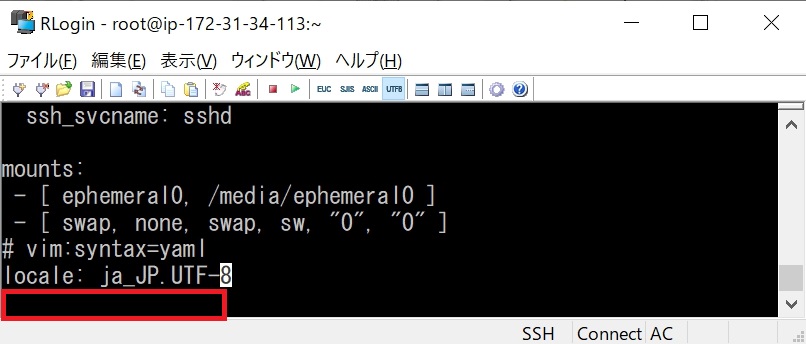 RLogin - root@ip-172-31-34-113:~
ファイル(F) 編集(E) 表示(V) ウィンドウ(W) ヘルプ(H)
ABC EUC SJIS ASCII UTF8
ssh_svcname: sshd
mounts:
- [ ephemeral0, /media/ephemeral0 ]
- [ swap, none, swap, sw, "0", "0" ]
# vim:syntax=yaml
locale: ja_JP.UTF-8
SSH Connect AC